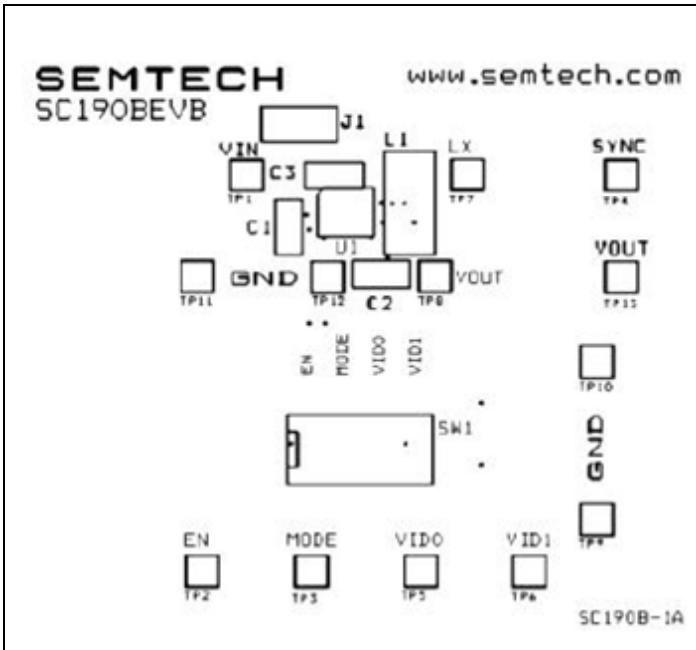 SEMTECH
www.semtech.com
SC190BEVB
J1
VIN
L1
LX
SYNC
C3
TP1
TP7
TP4
C1
U1
VOUT
GND
VOUT
TP11
TP12
C2
TP8
TP13
EN
MODE
VID0
VID1
TP10
SW1
GND
TP9
EN
MODE
VID0
VID1
TP2
TP3
TP5
TP6
SC190B-1A